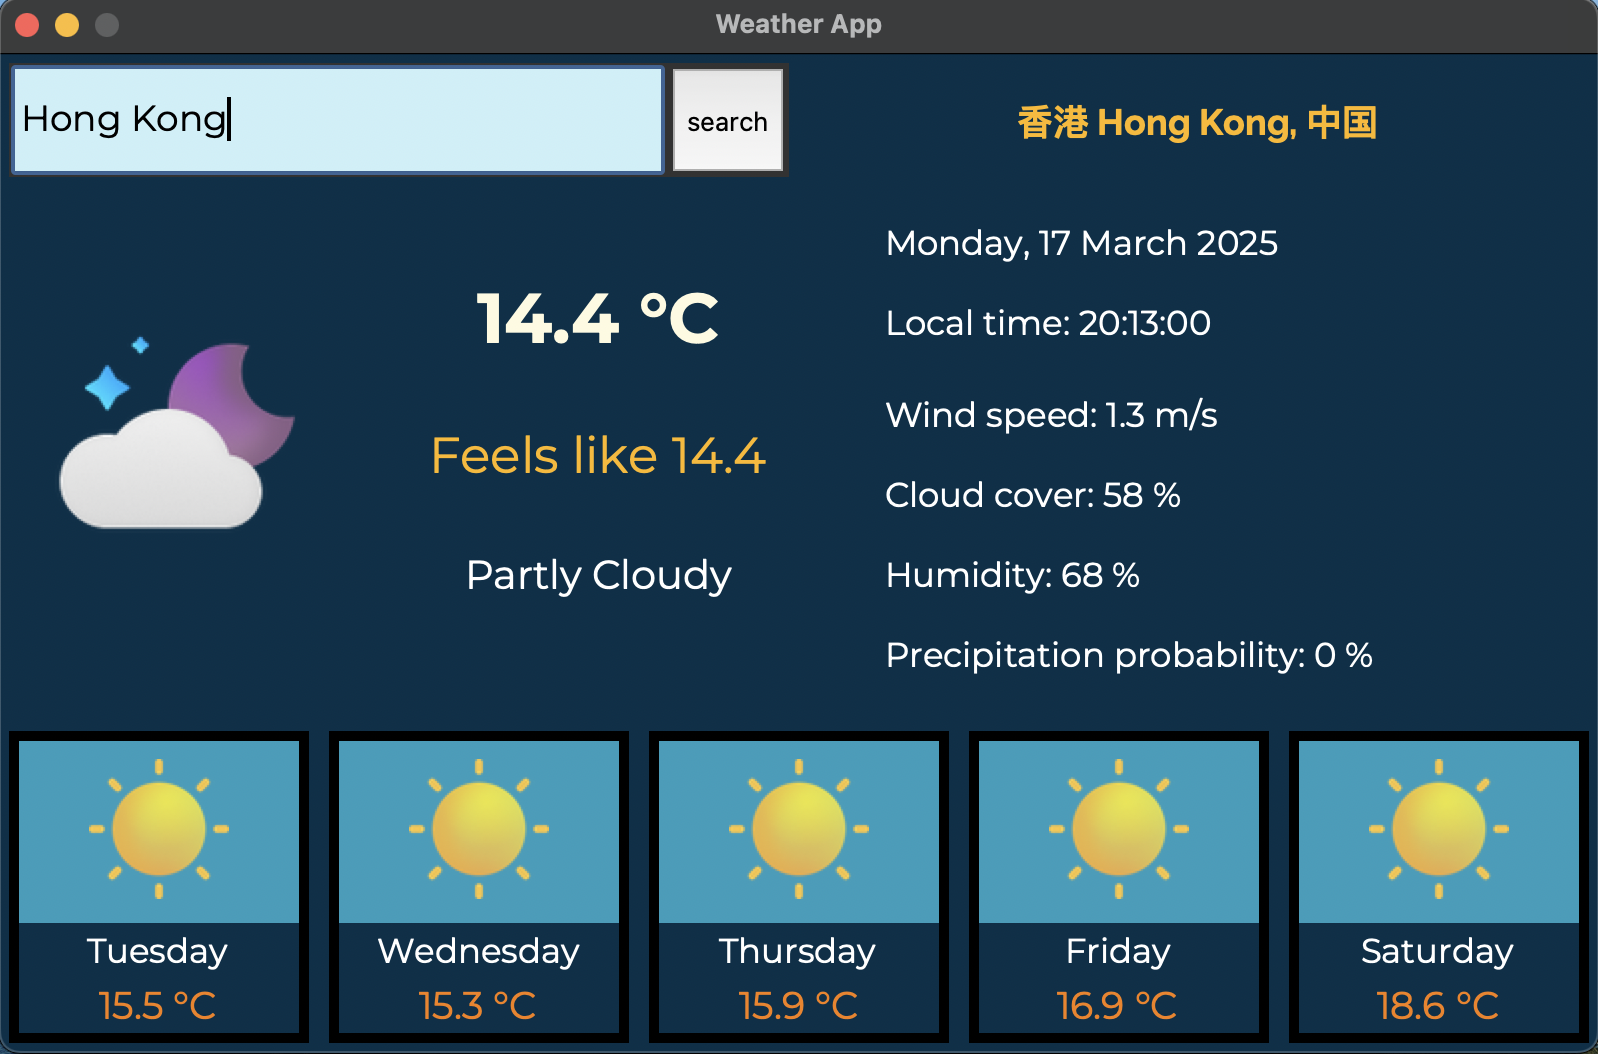 Weather App
Hong Kong
search
香港 Hong Kong, 中国
14.4 °C
Feels like 14.4
Partly Cloudy
Monday, 17 March 2025
Local time: 20:13:00
Wind speed: 1.3 m/s
Cloud cover: 58 %
Humidity: 68 %
Precipitation probability: 0 %
Tuesday
15.5 °C
Wednesday
15.3 °C
Thursday
15.9 °C
Friday
16.9 °C
Saturday
18.6 °C